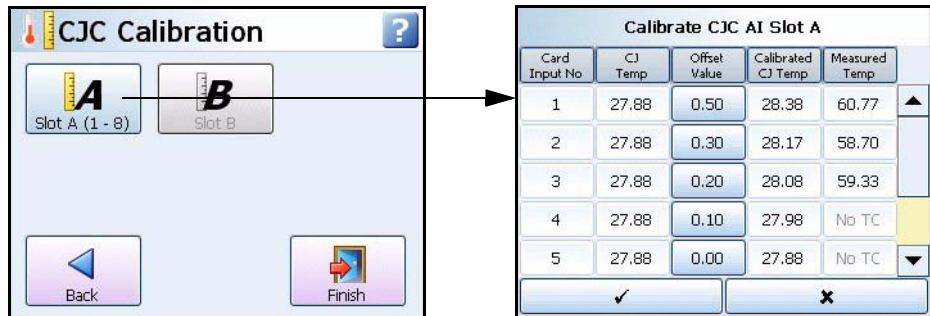 CJC Calibration
?
A
Slot A (1 - 8)
B
Slot B
Back
Finish
Calibrate CJC AI Slot A
Card Input No
CJ Temp
Offset Value
Calibrated CJ Temp
Measured Temp
1 27.88 0.50 28.38 60.77
2 27.88 0.30 28.17 58.70
3 27.88 0.20 28.08 59.33
4 27.88 0.10 27.98 No TC
5 27.88 0.00 27.88 No TC